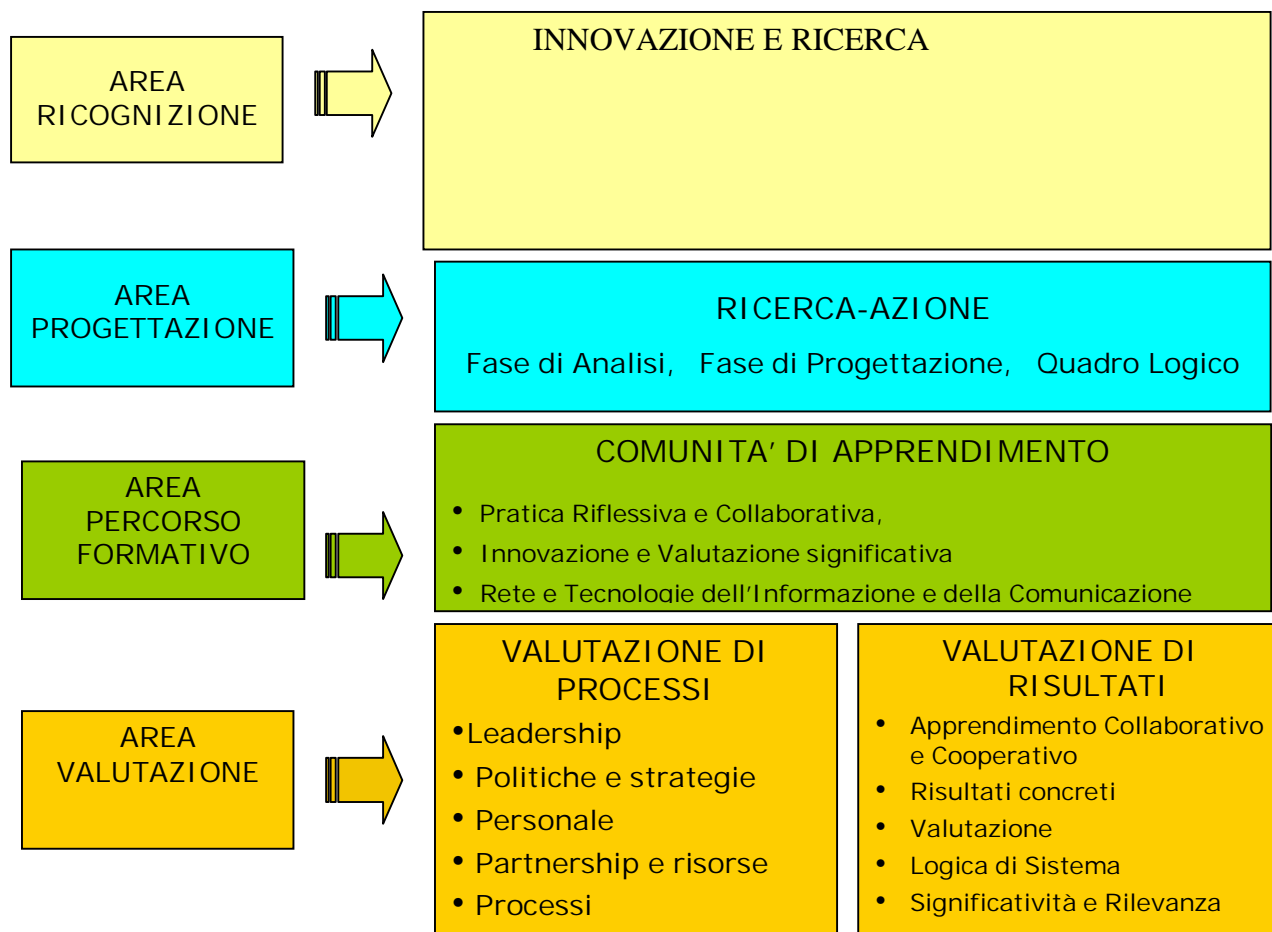 AREA
RICOGNIZIONE
INNOVAZIONE E RICERCA
AREA
PROGETTAZIONE
RICERCA-AZIONE
Fase di Analisi, Fase di Progettazione, Quadro Logico
AREA
PERCORSO
FORMATIVO
COMUNITA' DI APPRENDIMENTO
• Pratica Riflessiva e Collaborativa,
• Innovazione e Valutazione significativa
• Rete e Tecnologie dell'Informazione e della Comunicazione
AREA
VALUTAZIONE
VALUTAZIONE DI
PROCESSI
•Leadership
• Politiche e strategie
• Personale
• Partnership e risorse
• Processi
VALUTAZIONE DI
RISULTATI
• Apprendimento Collaborativo
e Cooperativo
• Risultati concreti
• Valutazione
• Logica di Sistema
• Significatività e Rilevanza